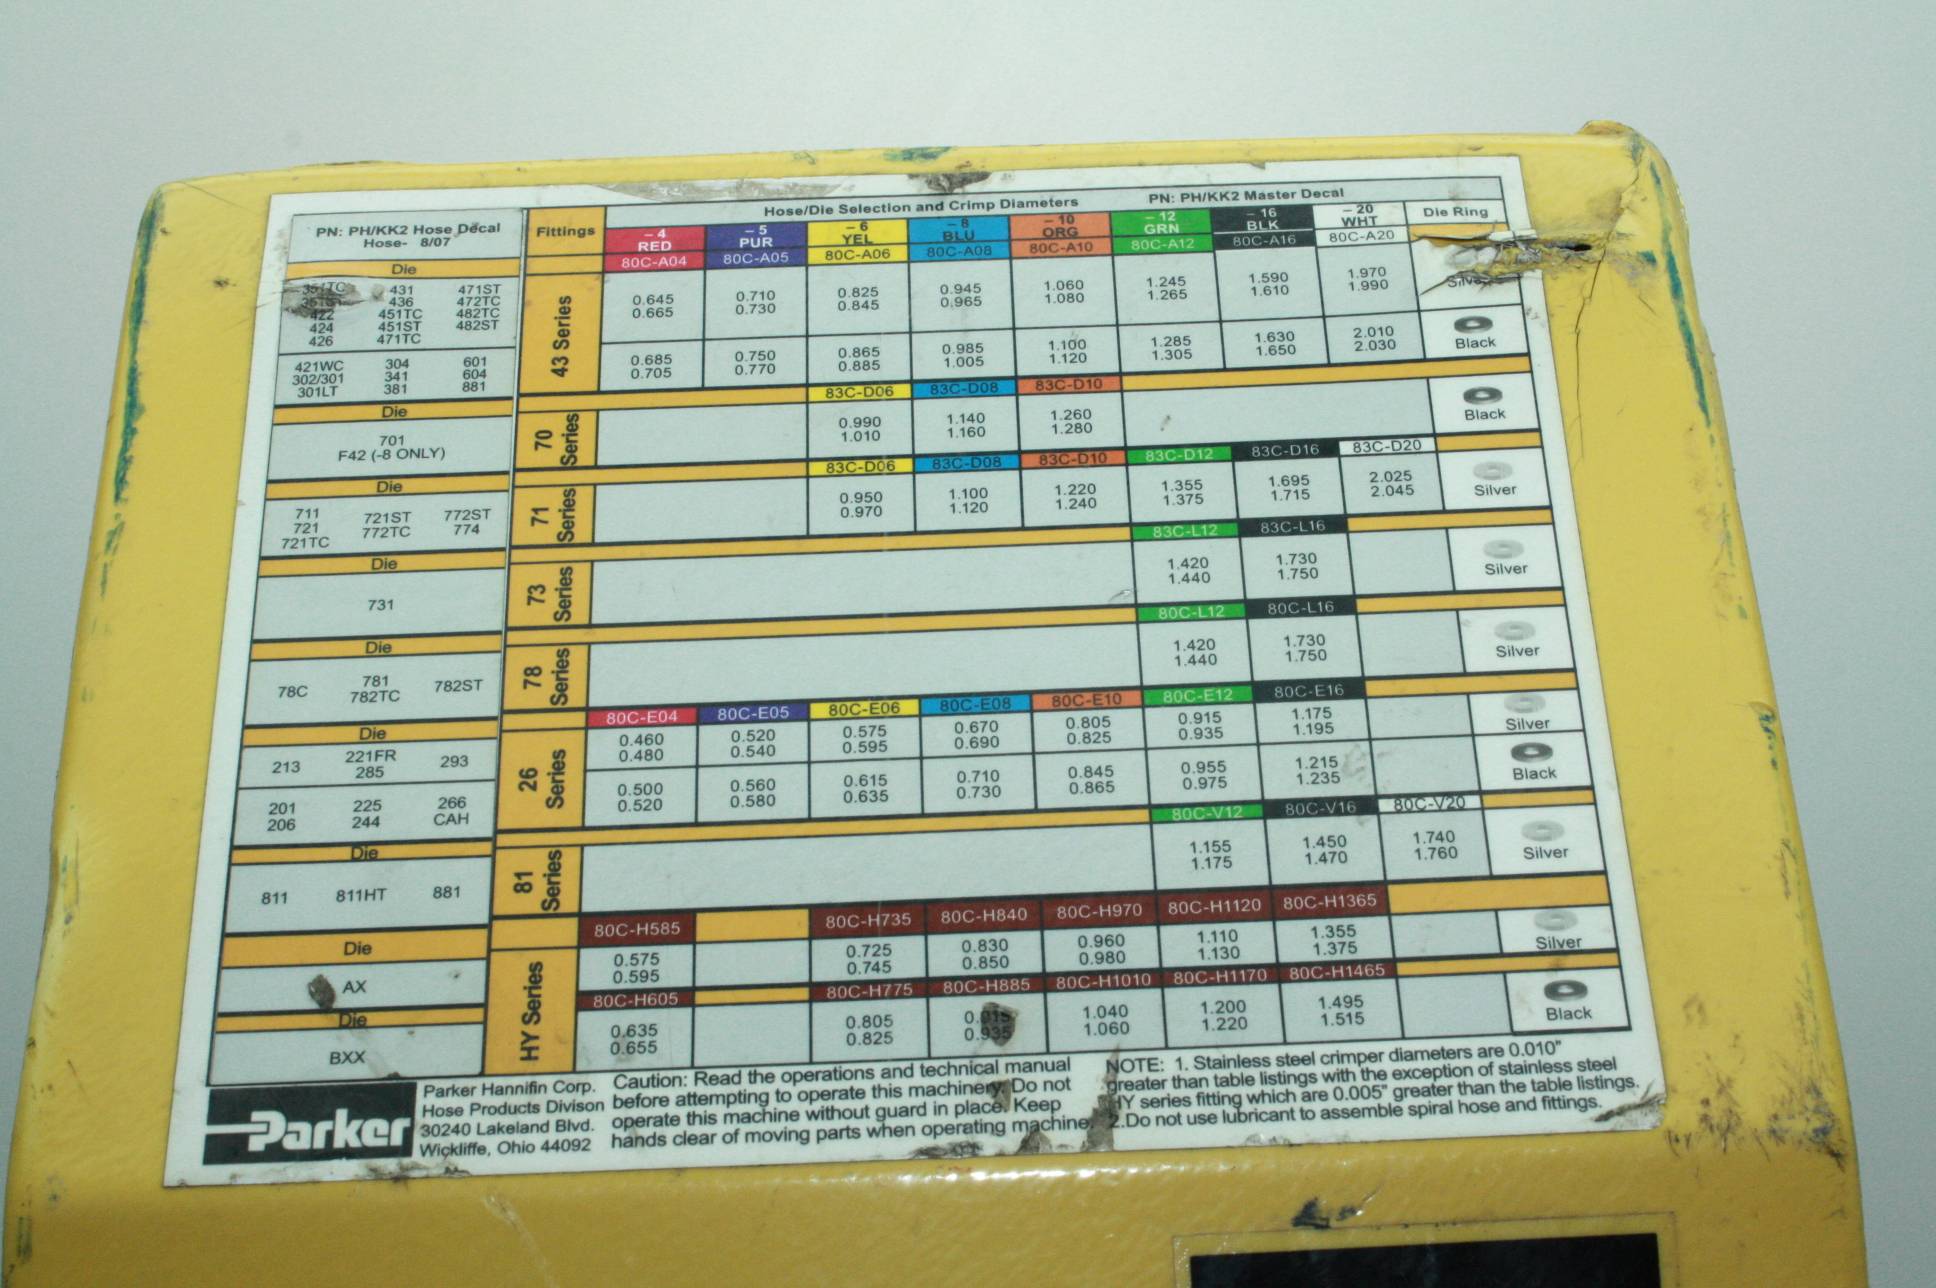 Hose/Die Selection and Crimp Diameters PN: PH/KK2 Master Decal
PN: PH/KK2 Hose Decal
Hose- 8/07
Fittings
– 4 – 5 – 6 – 8 – 10 – 12 – 16 – 20 Die Ring
RED PUR YEL BLU ORG GRN BLK WHT
80C-A04 80C-A05 80C-A06 80C-A08 80C-A10 80C-A12 80C-A16 80C-A20
Die
351TC 431 471ST
436 472TC
422 451TC 482TC
424 451ST 482ST
426 471TC
43 Series
0.645 0.710 0.825 0.945 1.060 1.245 1.590 1.970 Silver
0.665 0.730 0.845 0.965 1.080 1.265 1.610 1.990
421WC 304 601
302/301 341 604
301LT 381 881
0.685 0.750 0.865 0.985 1.100 1.285 1.630 2.010 Black
0.705 0.770 0.885 1.005 1.120 1.305 1.650 2.030
Die
83C-D06 83C-D08 83C-D10
701
F42 (-8 ONLY)
70 Series
0.990 1.140 1.260 Black
1.010 1.160 1.280
Die
83C-D06 83C-D08 83C-D10 83C-D12 83C-D16 83C-D20
711 721ST 772ST
721 772TC 774
721TC
71 Series
0.950 1.100 1.220 1.355 1.695 2.025 Silver
0.970 1.120 1.240 1.375 1.715 2.045
Die
83C-L12 83C-L16
731
73 Series
1.420 1.730 Silver
1.440 1.750
Die
80C-L12 80C-L16
78C 781 782ST
782TC
78 Series
1.420 1.730 Silver
1.440 1.750
Die
80C-E04 80C-E05 80C-E06 80C-E08 80C-E10 80C-E12 80C-E16
213 221FR 293
285
26 Series
0.460 0.520 0.575 0.670 0.805 0.915 1.175 Silver
0.480 0.540 0.595 0.690 0.825 0.935 1.195
201 225 266
206 244 CAH
0.500 0.560 0.615 0.710 0.845 0.955 1.215 Black
0.520 0.580 0.635 0.730 0.865 0.975 1.235
Die
80C-V12 80C-V16 80C-V20
811 811HT 881
81 Series
1.155 1.450 1.740 Silver
1.175 1.470 1.760
Die
80C-H585 80C-H735 80C-H840 80C-H970 80C-H1120 80C-H1365
AX
HY Series
0.575 0.725 0.830 0.960 1.110 1.355 Silver
0.595 0.745 0.850 0.980 1.130 1.375
Die
80C-H605 80C-H775 80C-H885 80C-H1010 80C-H1170 80C-H1465
BXX
0.635 0.805 1.040 1.200 1.495 Black
0.655 0.825 0.935 1.060 1.220 1.515
Parker
Parker Hannifin Corp.
Hose Products Divison
30240 Lakeland Blvd.
Wickliffe, Ohio 44092
Caution: Read the operations and technical manual
before attempting to operate this machinery. Do not
operate this machine without guard in place. Keep
hands clear of moving parts when operating machine.
NOTE: 1. Stainless steel crimper diameters are 0.010"
greater than table listings with the exception of stainless steel
HY series fitting which are 0.005" greater than the table listings.
2.Do not use lubricant to assemble spiral hose and fittings.